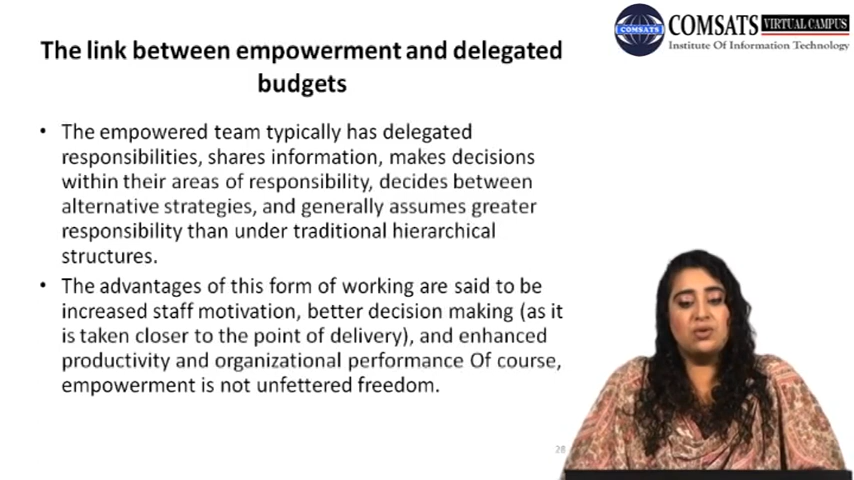 COMSATS VIRTUAL CAMPUS
COMSATS
Institute Of Information Technology
The link between empowerment and delegated
budgets
• The empowered team typically has delegated
responsibilities, shares information, makes decisions
within their areas of responsibility, decides between
alternative strategies, and generally assumes greater
responsibility than under traditional hierarchical
structures.
• The advantages of this form of working are said to be
increased staff motivation, better decision making (as it
is taken closer to the point of delivery), and enhanced
productivity and organizational performance Of course,
empowerment is not unfettered freedom.
28